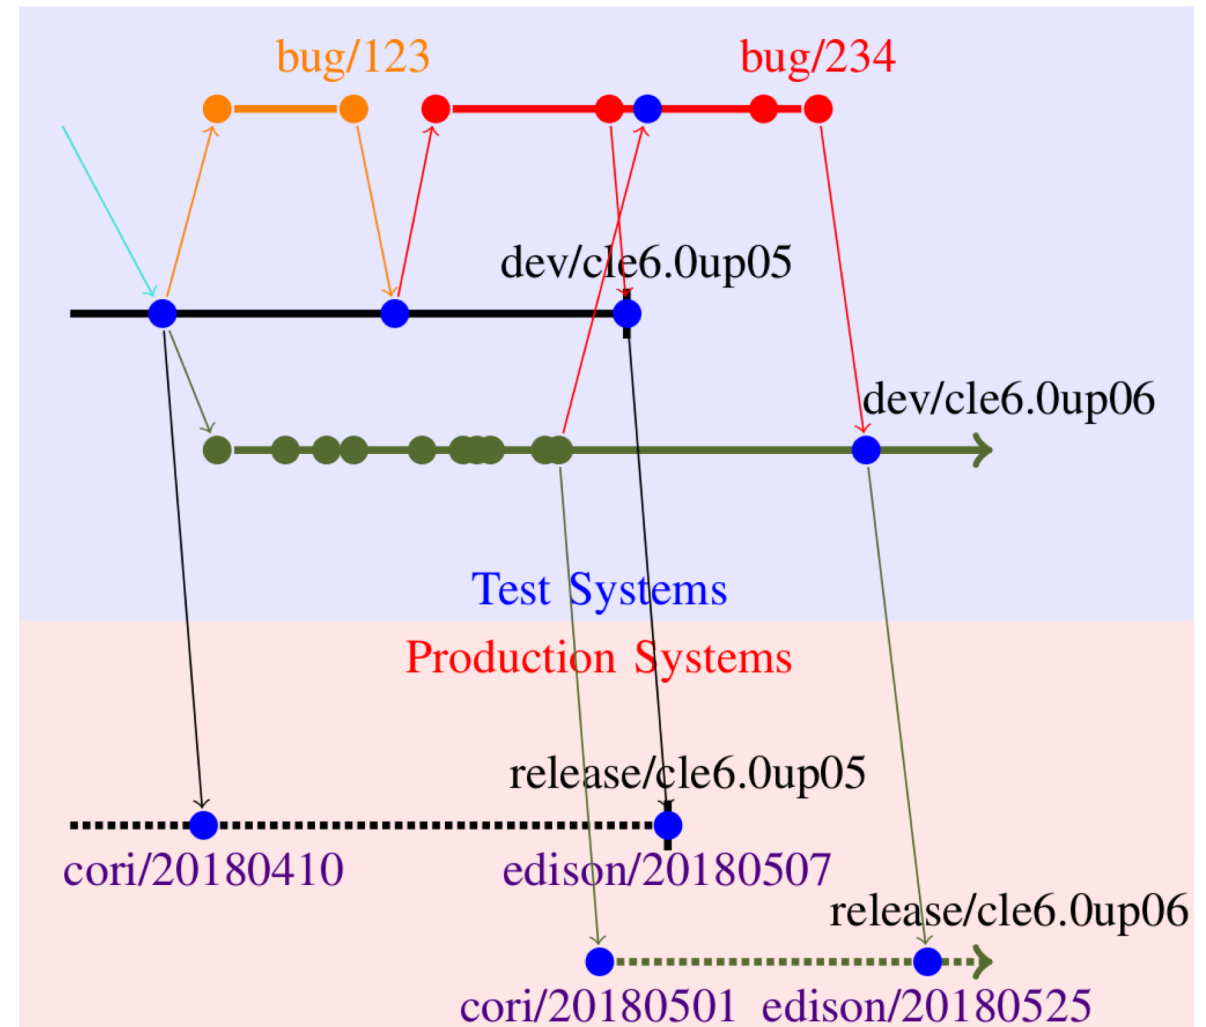 bug/123
bug/234
dev/cle6.0up05
dev/cle6.0up06
Test Systems
Production Systems
release/cle6.0up05
cori/20180410
edison/20180507
release/cle6.0up06
cori/20180501
edison/20180525